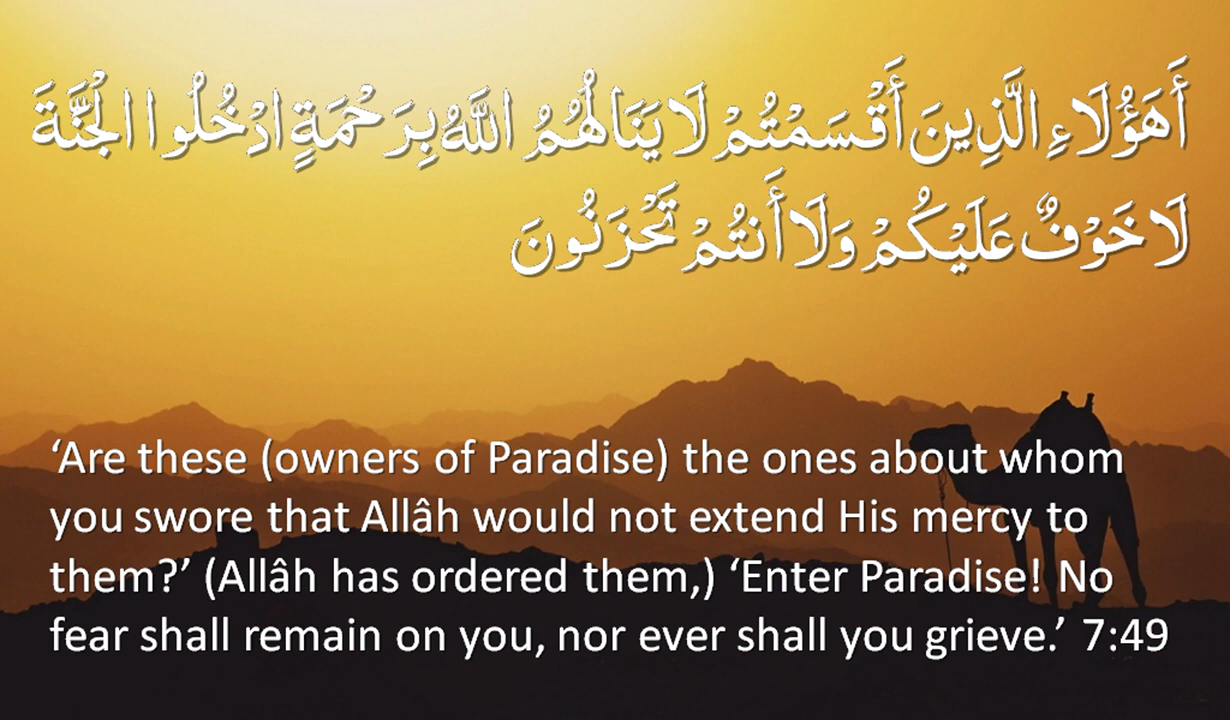 أَهَؤُلَاءِ الَّذِينَ أَقْسَمْتُمْ لَا يَنَالُهُمُ اللَّهُ بِرَحْمَةٍ ادْخُلُوا الْجَنَّةَ
لَا خَوْفٌ عَلَيْكُمْ وَلَا أَنتُمْ تَحْزَنُونَ
‘Are these (owners of Paradise) the ones about whom
you swore that Allâh would not extend His mercy to
them?’ (Allâh has ordered them,) ‘Enter Paradise! No
fear shall remain on you, nor ever shall you grieve.’ 7:49